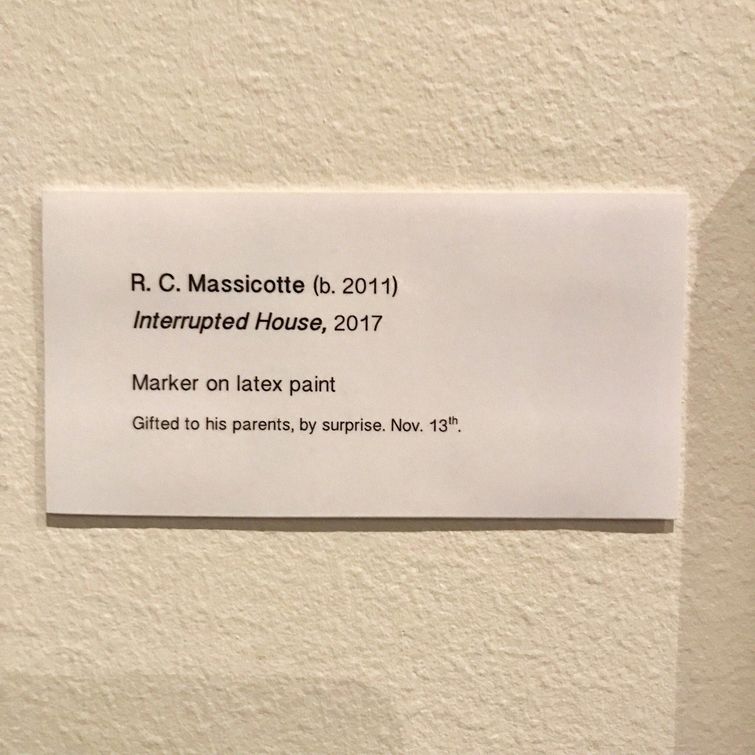 R. C. Massicotte (b. 2011)
Interrupted House, 2017
Marker on latex paint
Gifted to his parents, by surprise. Nov. 13th.